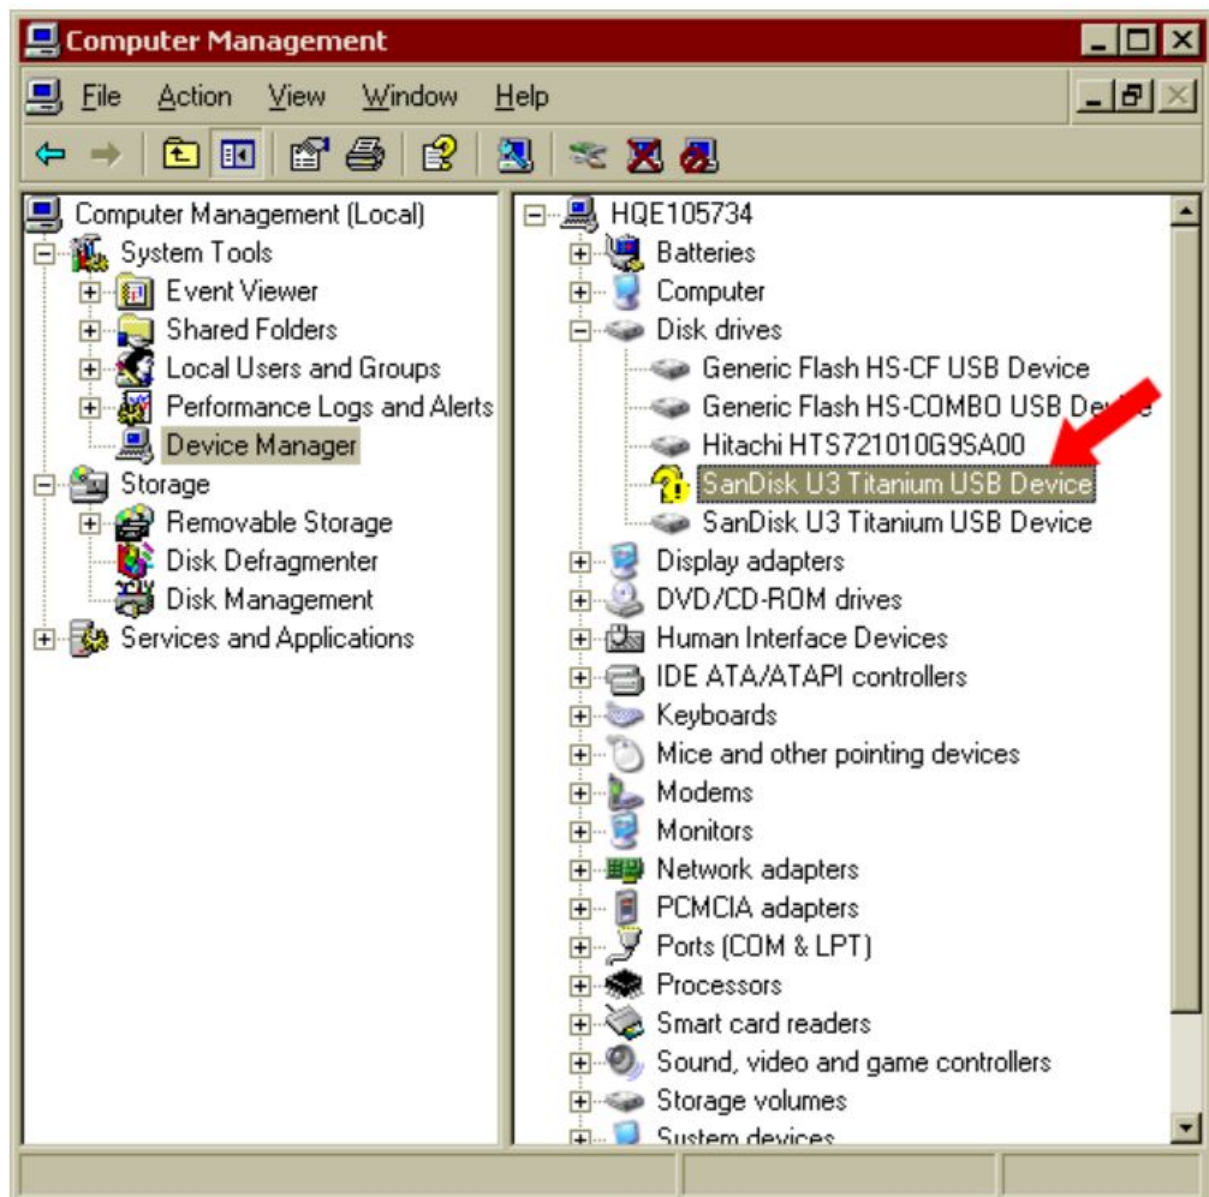 Computer Management
File Action View Window Help
Computer Management (Local)
System Tools
Event Viewer
Shared Folders
Local Users and Groups
Performance Logs and Alerts
Device Manager
Storage
Removable Storage
Disk Defragmenter
Disk Management
Services and Applications
HQE105734
Batteries
Computer
Disk drives
Generic Flash HS-CF USB Device
Generic Flash HS-COMBO USB Device
Hitachi HTS721010G9SA00
SanDisk U3 Titanium USB Device
SanDisk U3 Titanium USB Device
Display adapters
DVD/CD-ROM drives
Human Interface Devices
IDE ATA/ATAPI controllers
Keyboards
Mice and other pointing devices
Modems
Monitors
Network adapters
PCMCIA adapters
Ports (COM & LPT)
Processors
Smart card readers
Sound, video and game controllers
Storage volumes
System devices